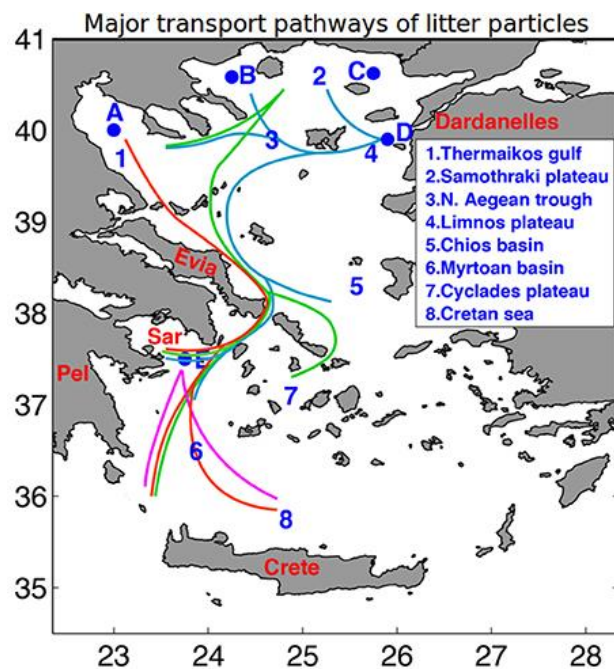 Major transport pathways of litter particles
41
40
39
38
37
36
35
23
24
25
26
27
28
A
B
C
D
E
1
2
3
4
5
6
7
8
Dardanelles
Evia
Sar
Pel
Crete
1.Thermaikos gulf
2.Samothraki plateau
3.N. Aegean trough
4.Limnos plateau
5.Chios basin
6.Myrtoan basin
7.Cyclades plateau
8.Cretan sea